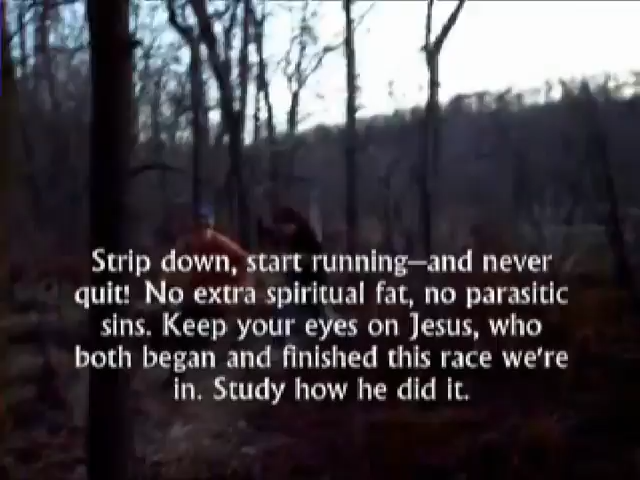 Strip down, start running—and never
quit! No extra spiritual fat, no parasitic
sins. Keep your eyes on Jesus, who
both began and finished this race we're
in. Study how he did it.